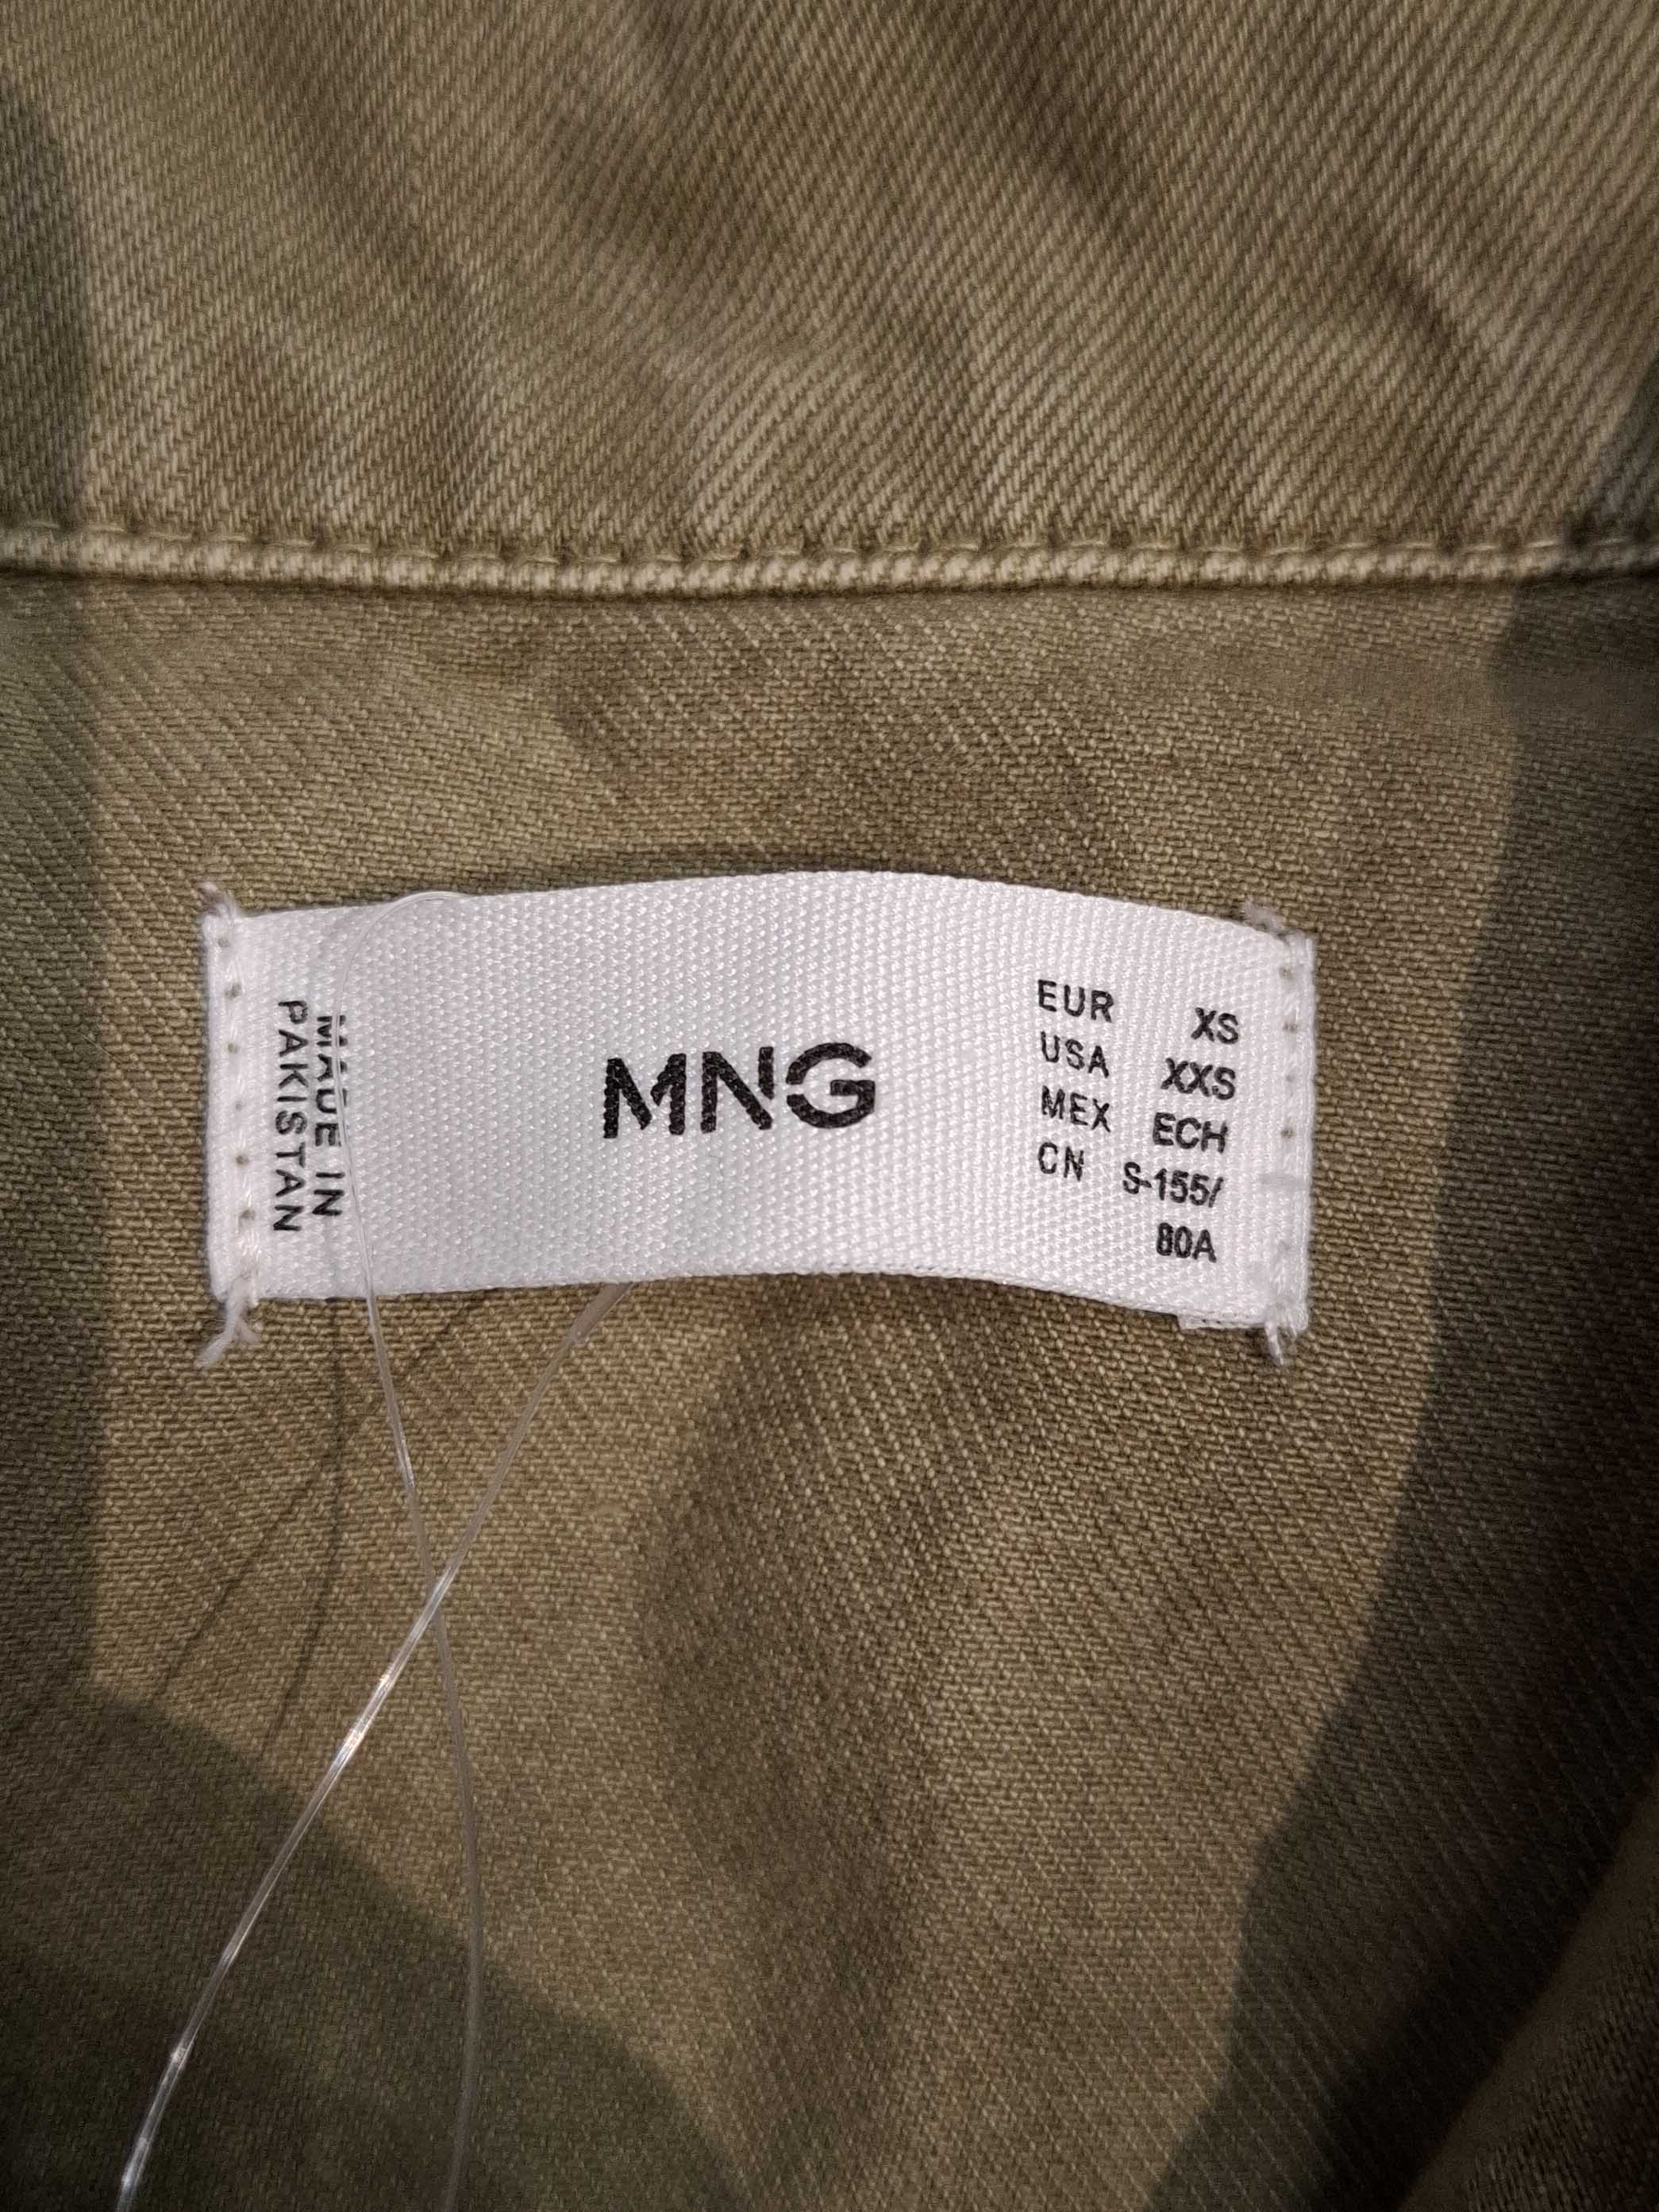 MADE IN
PAKISTAN
MNG
EUR XS
USA XXS
MEX ECH
CN S-155/
80A